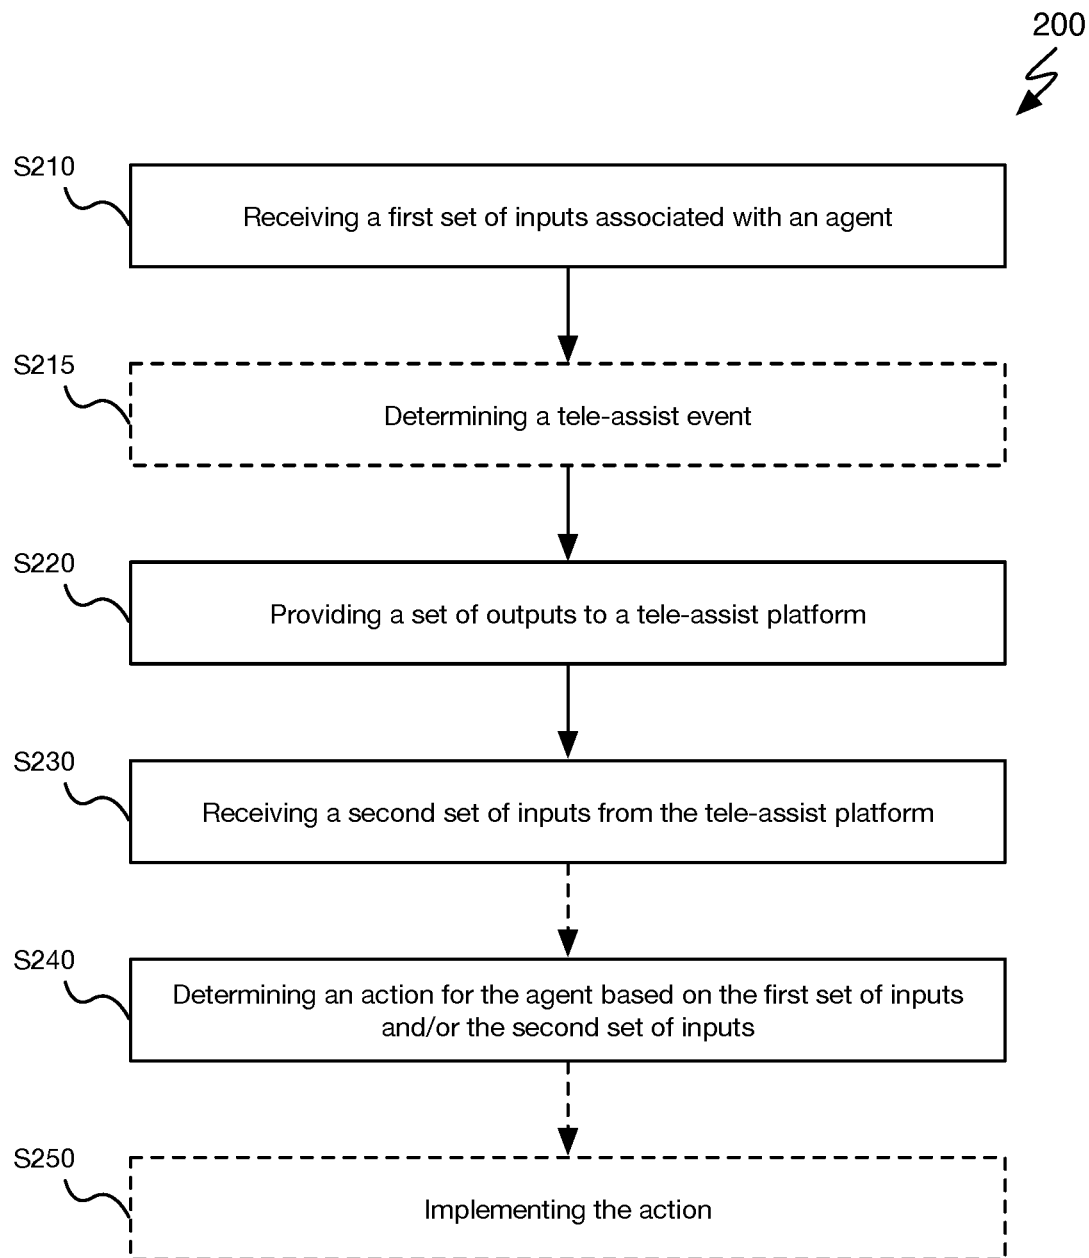 200
S210
Receiving a first set of inputs associated with an agent
S215
Determining a tele-assist event
S220
Providing a set of outputs to a tele-assist platform
S230
Receiving a second set of inputs from the tele-assist platform
S240
Determining an action for the agent based on the first set of inputs
and/or the second set of inputs
S250
Implementing the action